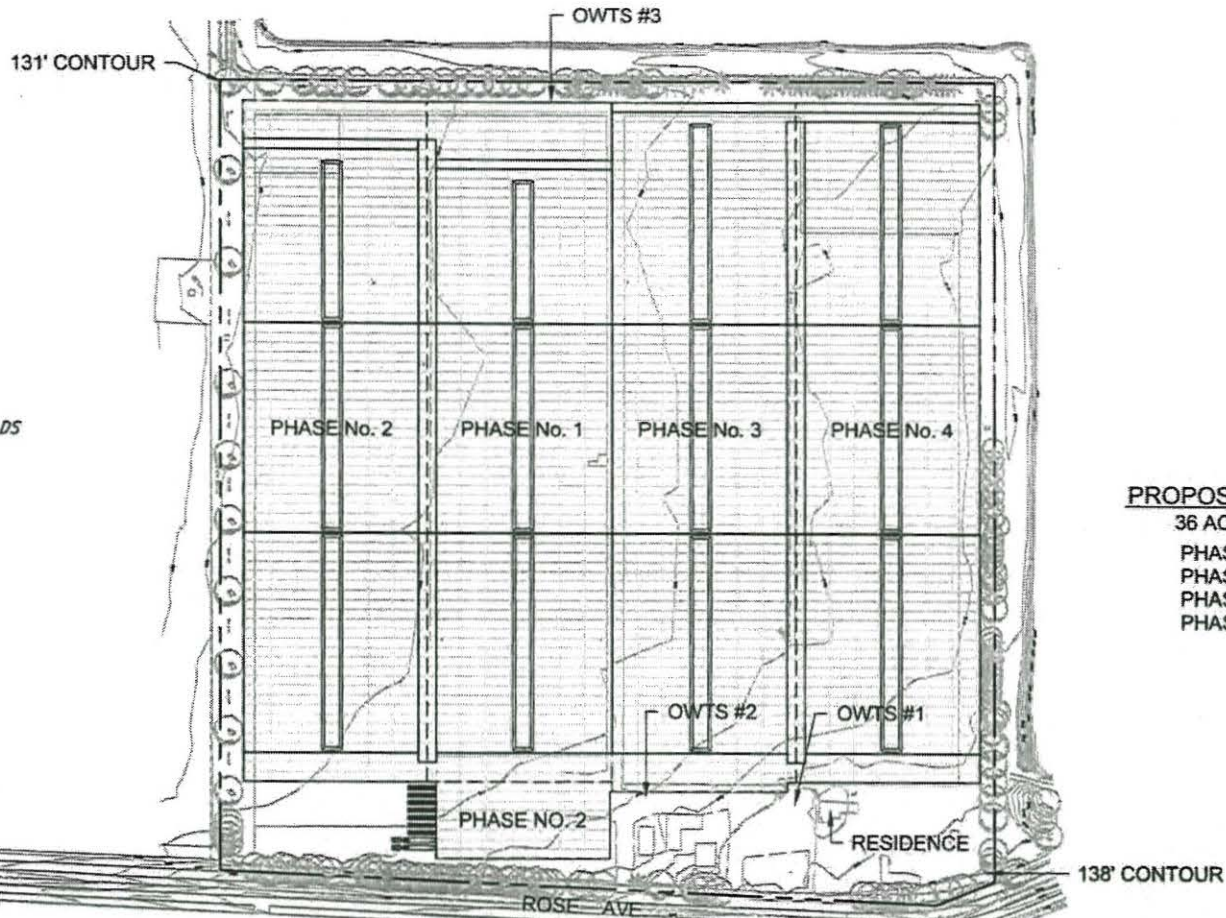 OWTS #3
131' CONTOUR
DS
PHASE No. 2
PHASE No. 1
PHASE No. 3
PHASE No. 4
PROPOS
36 AC
PHAS
PHAS
PHAS
PHAS
OWTS #2
OWTS #1
PHASE NO. 2
RESIDENCE
138' CONTOUR
ROSE AVE